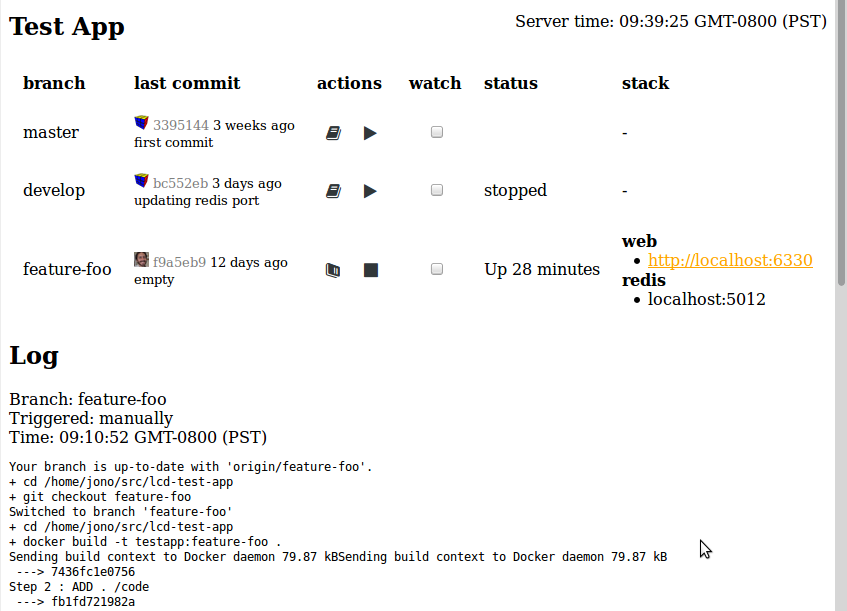 Test App
Server time: 09:39:25 GMT-0800 (PST)
branch last commit actions watch status stack
master 3395144 3 weeks ago -
first commit
develop bc552eb 3 days ago stopped -
updating redis port
feature-foo f9a5eb9 12 days ago Up 28 minutes
empty
web
• http://localhost:6330
redis
• localhost:5012
Log
Branch: feature-foo
Triggered: manually
Time: 09:10:52 GMT-0800 (PST)
Your branch is up-to-date with 'origin/feature-foo'.
+ cd /home/jono/src/lcd-test-app
+ git checkout feature-foo
Switched to branch 'feature-foo'
+ cd /home/jono/src/lcd-test-app
+ docker build -t testapp:feature-foo .
Sending build context to Docker daemon 79.87 kBSending build context to Docker daemon 79.87 kB
---> 7436fc1e0756
Step 2 : ADD . /code
---> fb1fd721982a